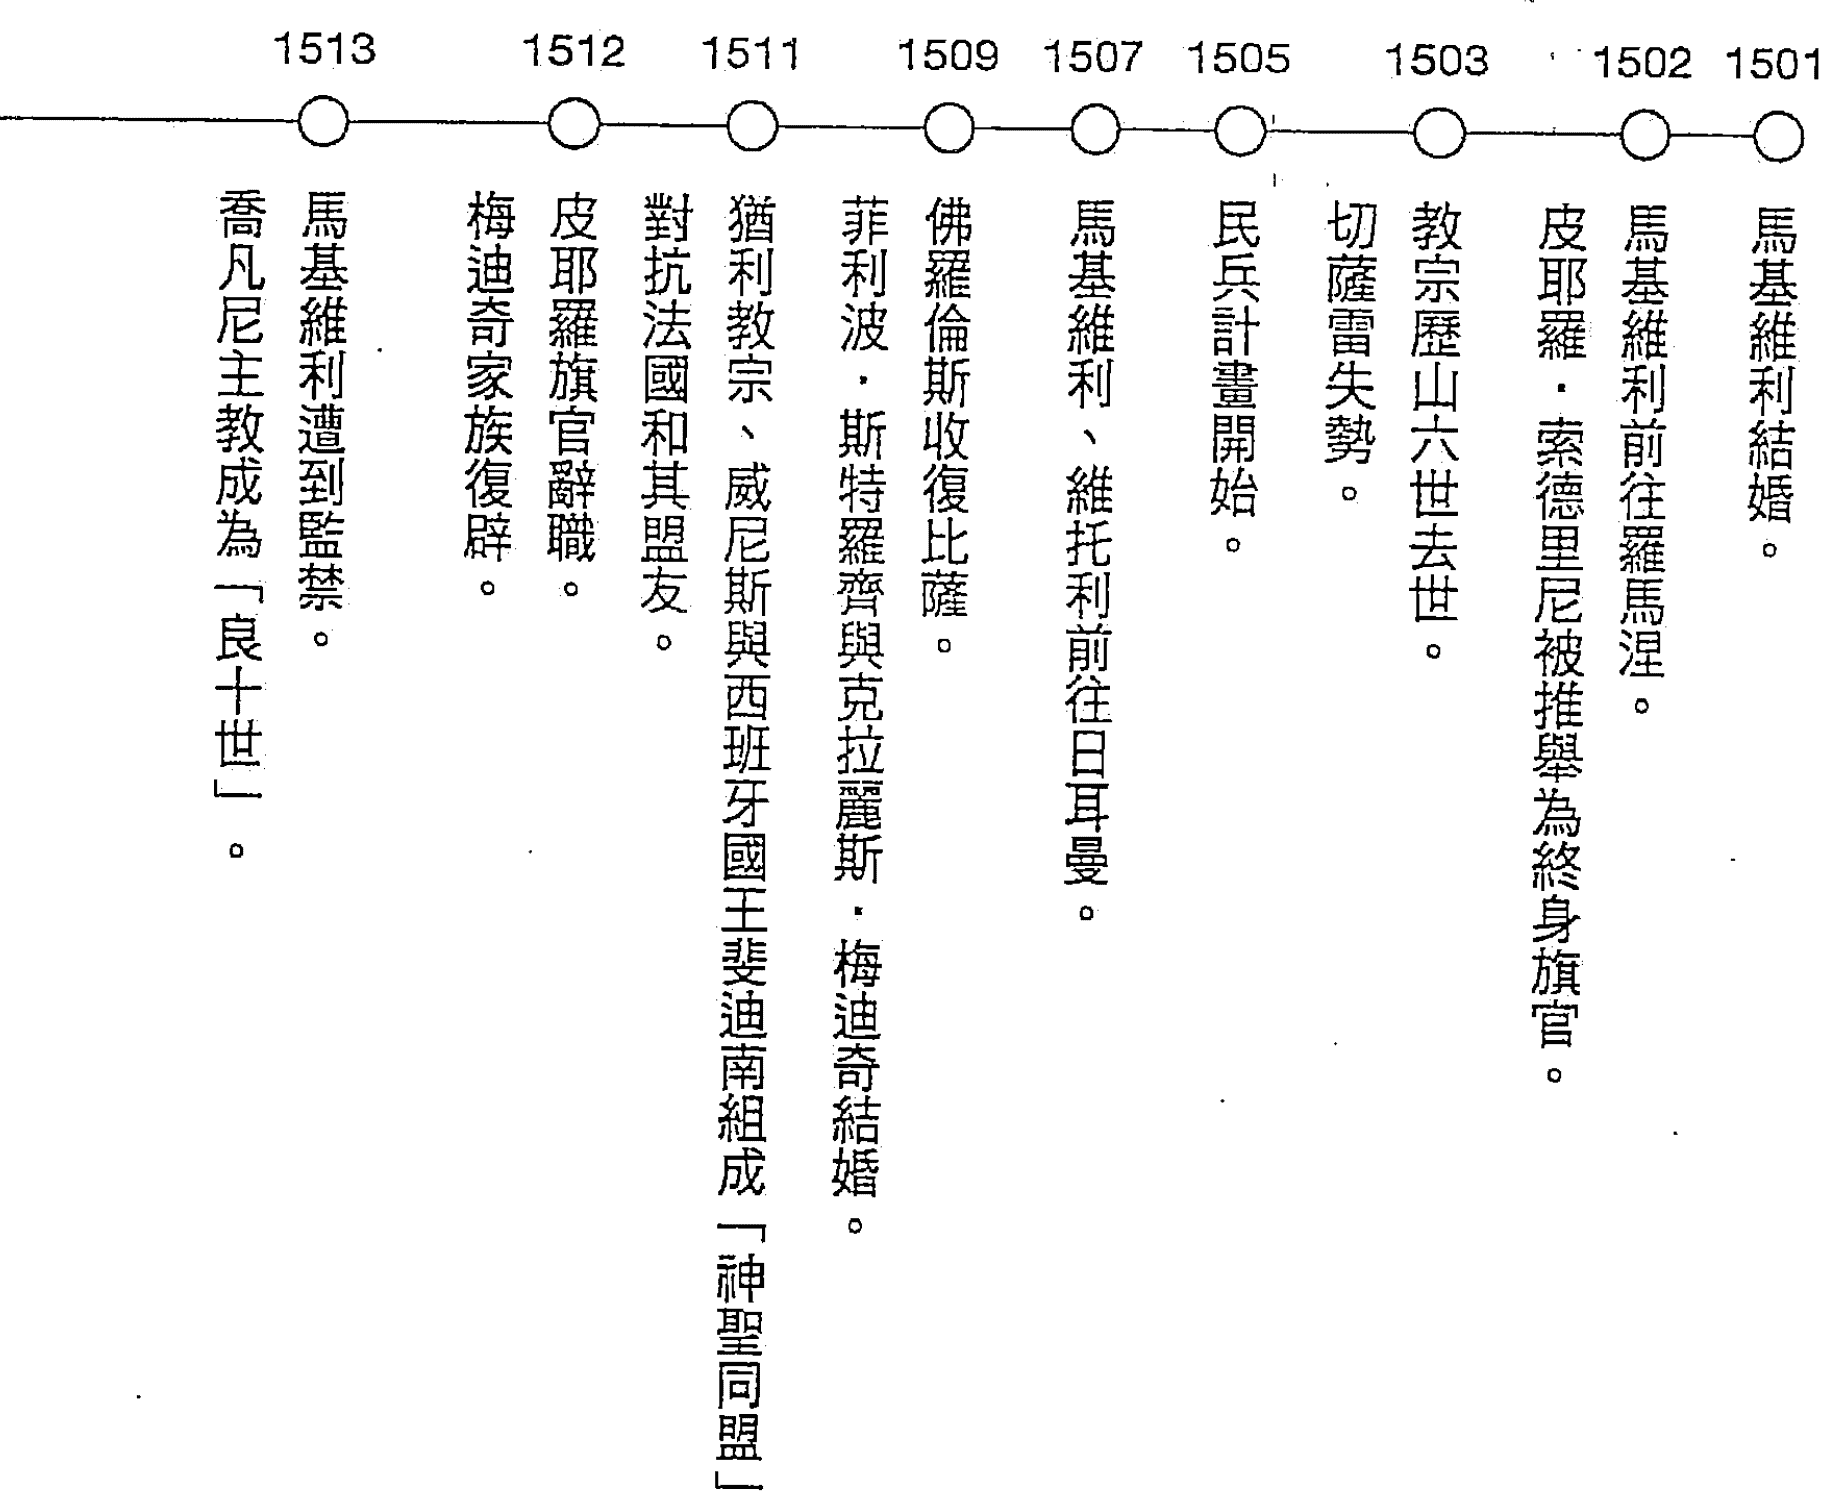 1501
馬基維利結婚。
1502
馬基維利前往羅馬涅。
皮耶羅·索德里尼被推舉為終身旗官。
1503
教宗歷山六世去世。
切薩雷失勢。
1505
民兵計畫開始。
1507
馬基維利、維托利前往日耳曼。
1509
佛羅倫斯收復比薩。
菲利波·斯特羅齊與克拉麗斯·梅迪奇結婚。
1511
猶利教宗、威尼斯與西班牙國王斐迪南組成「神聖同盟」
對抗法國和其盟友。
1512
皮耶羅旗官辭職。
梅迪奇家族復辟。
1513
馬基維利遭到監禁。
喬凡尼主教成為「良十世」。